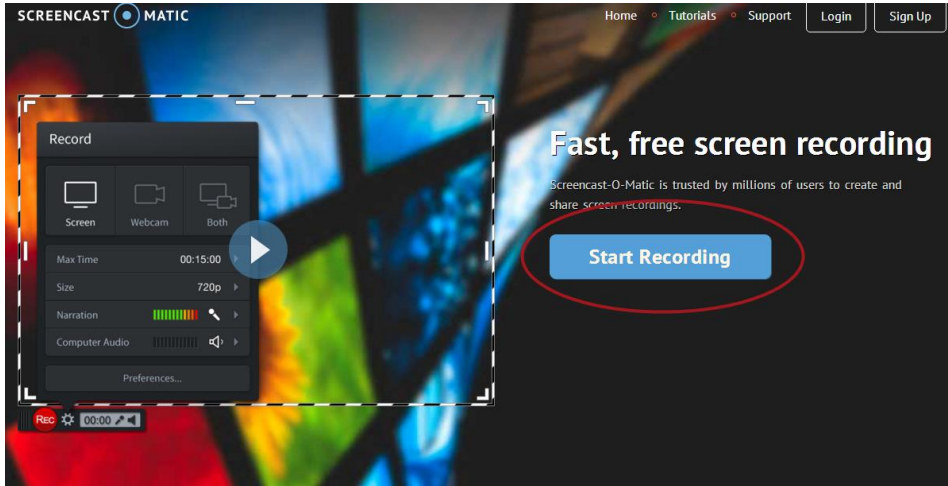 SCREENCAST MATIC
Home Tutorials Support Login Sign Up
Record
Screen Webcam Both
Max Time 00:15:00
Size 720p
Narration
Computer Audio
Preferences...
REC 00:00
Fast, free screen recording
Screencast-O-Matic is trusted by millions of users to create and
share screen recordings.
Start Recording